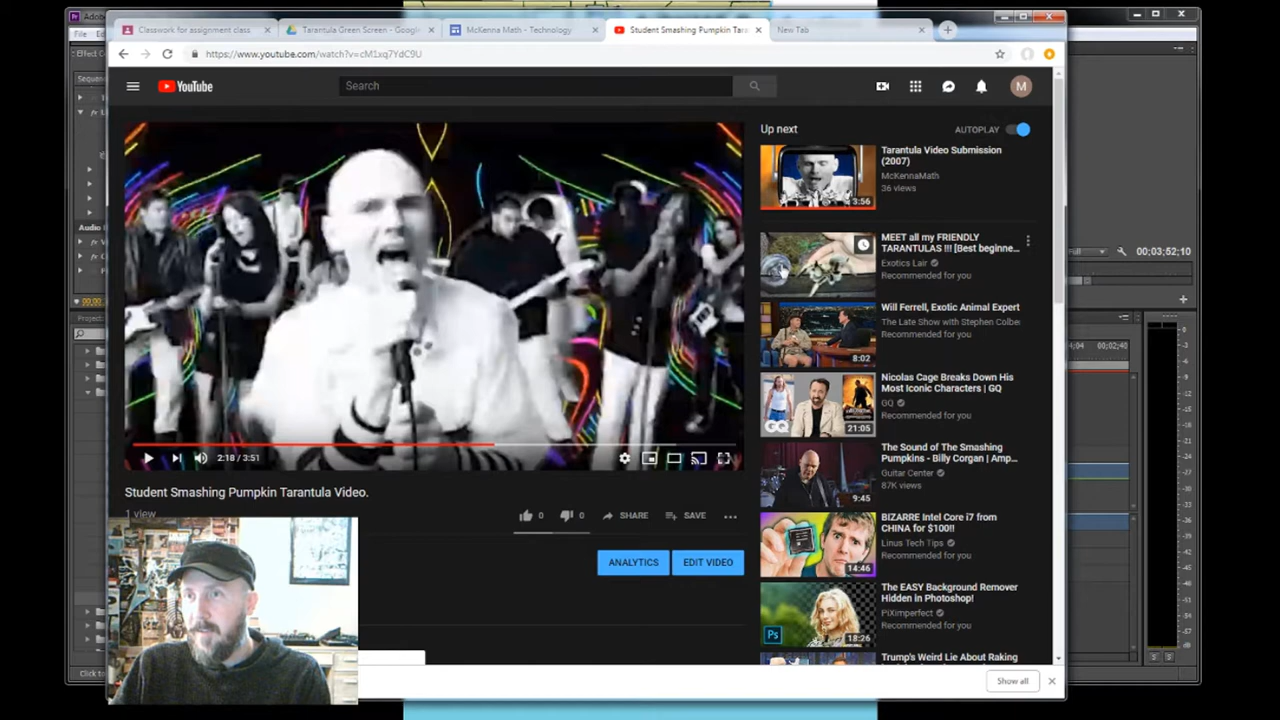 Classwork for assignment class
Tarantula Green Screen - Google
McKenna Math - Technology
Student Smashing Pumpkin Tara
New Tab
https://www.youtube.com/watch?v=cM1xq7YdC9U
YouTube
Search
M
Up next
AUTOPLAY
Tarantula Video Submission
(2007)
McKennaMath
36 views
3:56
MEET all my FRIENDLY
TARANTULAS !!! [Best beginne...
Exotics Lair
Recommended for you
Will Ferrell, Exotic Animal Expert
The Late Show with Stephen Colber
Recommended for you
8:02
Nicolas Cage Breaks Down His
Most Iconic Characters | GQ
GQ
Recommended for you
GQ
21:05
The Sound of The Smashing
Pumpkins - Billy Corgan | Amp...
Guitar Center
87K views
9:45
BIZARRE Intel Core i7 from
CHINA for $100!!
Linus Tech Tips
Recommended for you
14:46
The EASY Background Remover
Hidden in Photoshop!
PiXimperfect
Recommended for you
Ps
18:26
Trump's Weird Lie About Raking
2:18 / 3:51
Student Smashing Pumpkin Tarantula Video.
1 view
0
0
SHARE
SAVE
ANALYTICS
EDIT VIDEO
Show all
File
Full
00;03;52;10
00;02;40